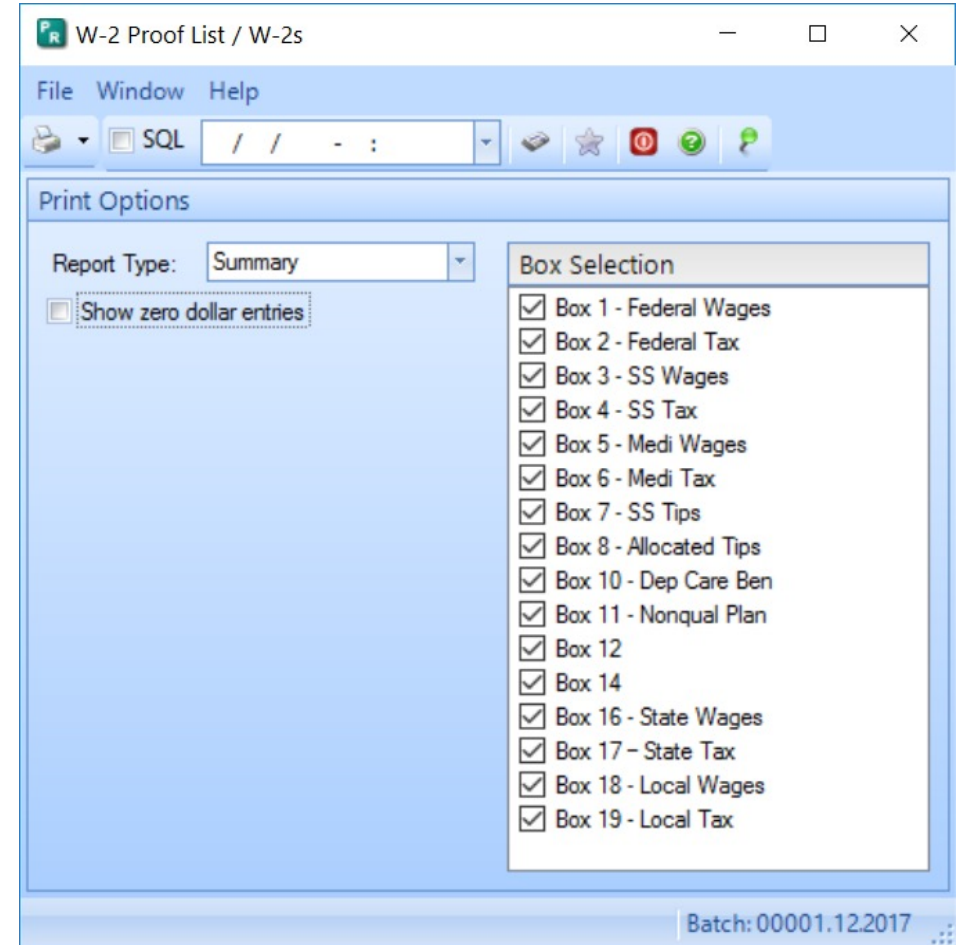 PR W-2 Proof List / W-2s
File Window Help
SQL / / - :
Print Options
Report Type: Summary
Show zero dollar entries
Box Selection
Box 1 - Federal Wages
Box 2 - Federal Tax
Box 3 - SS Wages
Box 4 - SS Tax
Box 5 - Medi Wages
Box 6 - Medi Tax
Box 7 - SS Tips
Box 8 - Allocated Tips
Box 10 - Dep Care Ben
Box 11 - Nonqual Plan
Box 12
Box 14
Box 16 - State Wages
Box 17 – State Tax
Box 18 - Local Wages
Box 19 - Local Tax
Batch: 00001.12.2017